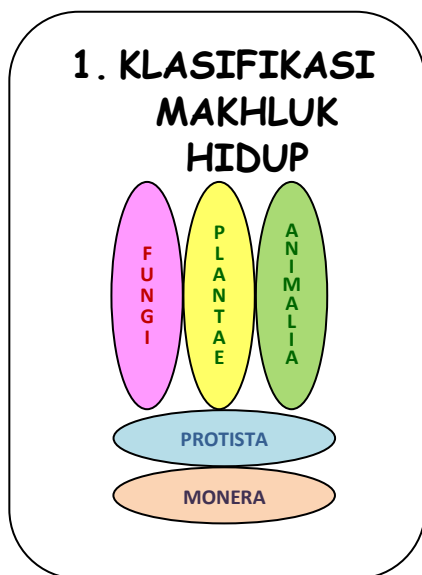 1. KLASIFIKASI
MAKHLUK
HIDUP
FUNGI
PLANTAE
ANIMALIA
PROTISTA
MONERA